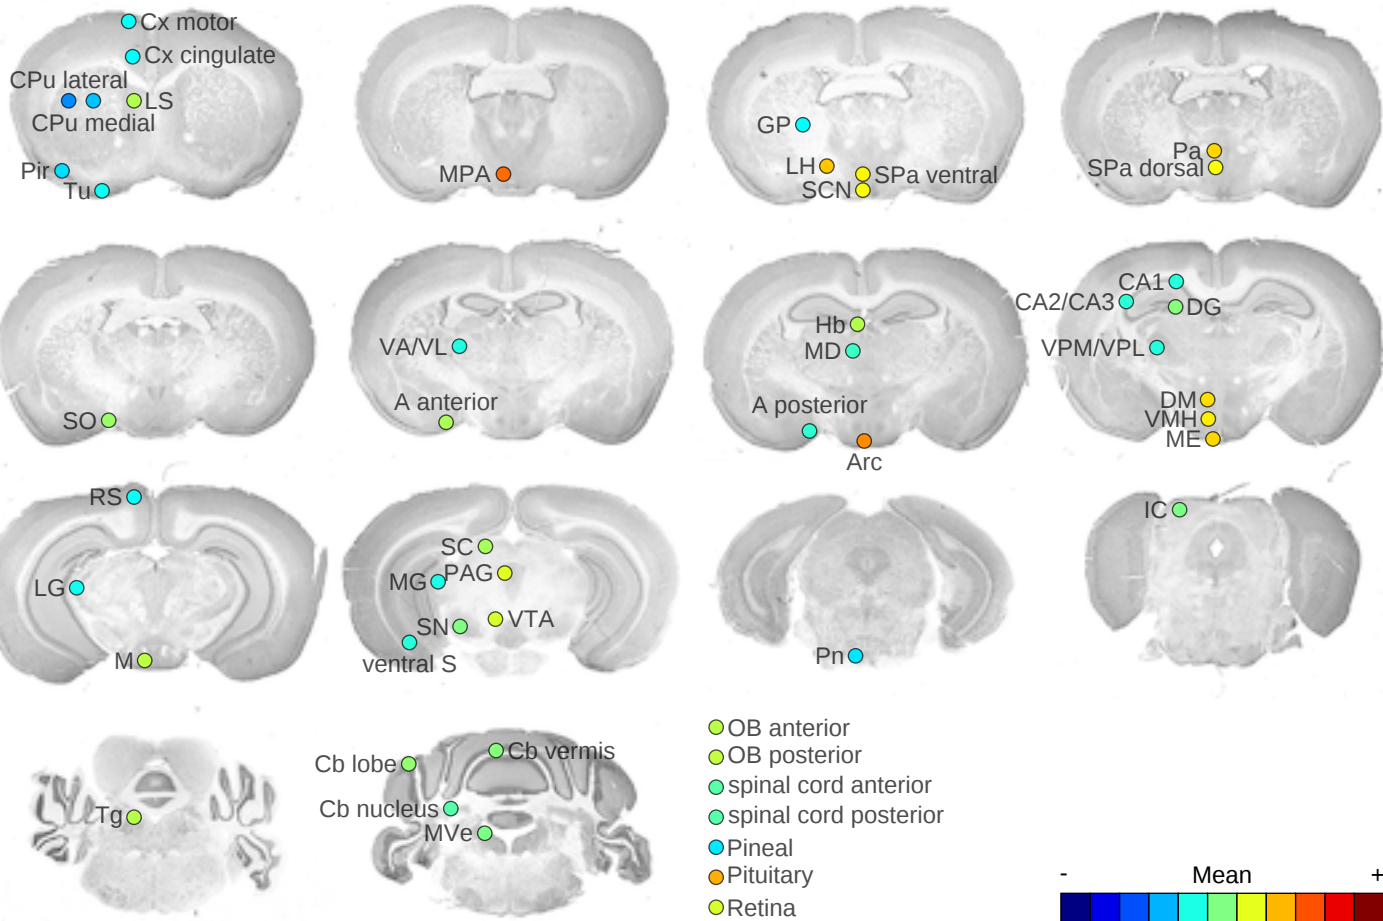 Cx motor
Cx cingulate
CPu lateral
LS
CPu medial
Pir
Tu
MPA
GP
LH
SPa ventral
SCN
Pa
SPa dorsal
SO
VA/VL
A anterior
Hb
MD
A posterior
Arc
CA1
CA2/CA3
DG
VPM/VPL
DM
VMH
ME
RS
LG
M
SC
MG
PAG
SN
VTA
ventral S
Pn
IC
Tg
Cb lobe
Cb vermis
Cb nucleus
MVe
OB anterior
OB posterior
spinal cord anterior
spinal cord posterior
Pineal
Pituitary
Retina
- Mean +